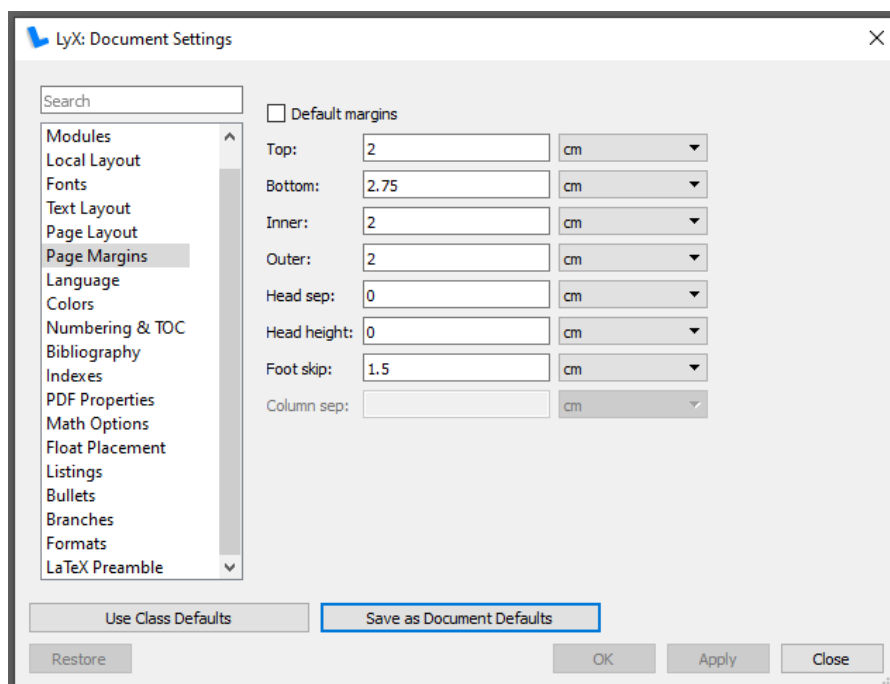 LyX: Document Settings
Search
Modules
Local Layout
Fonts
Text Layout
Page Layout
Page Margins
Language
Colors
Numbering & TOC
Bibliography
Indexes
PDF Properties
Math Options
Float Placement
Listings
Bullets
Branches
Formats
LaTeX Preamble
Default margins
Top: 2 cm
Bottom: 2.75 cm
Inner: 2 cm
Outer: 2 cm
Head sep: 0 cm
Head height: 0 cm
Foot skip: 1.5 cm
Column sep: cm
Use Class Defaults Save as Document Defaults
Restore OK Apply Close